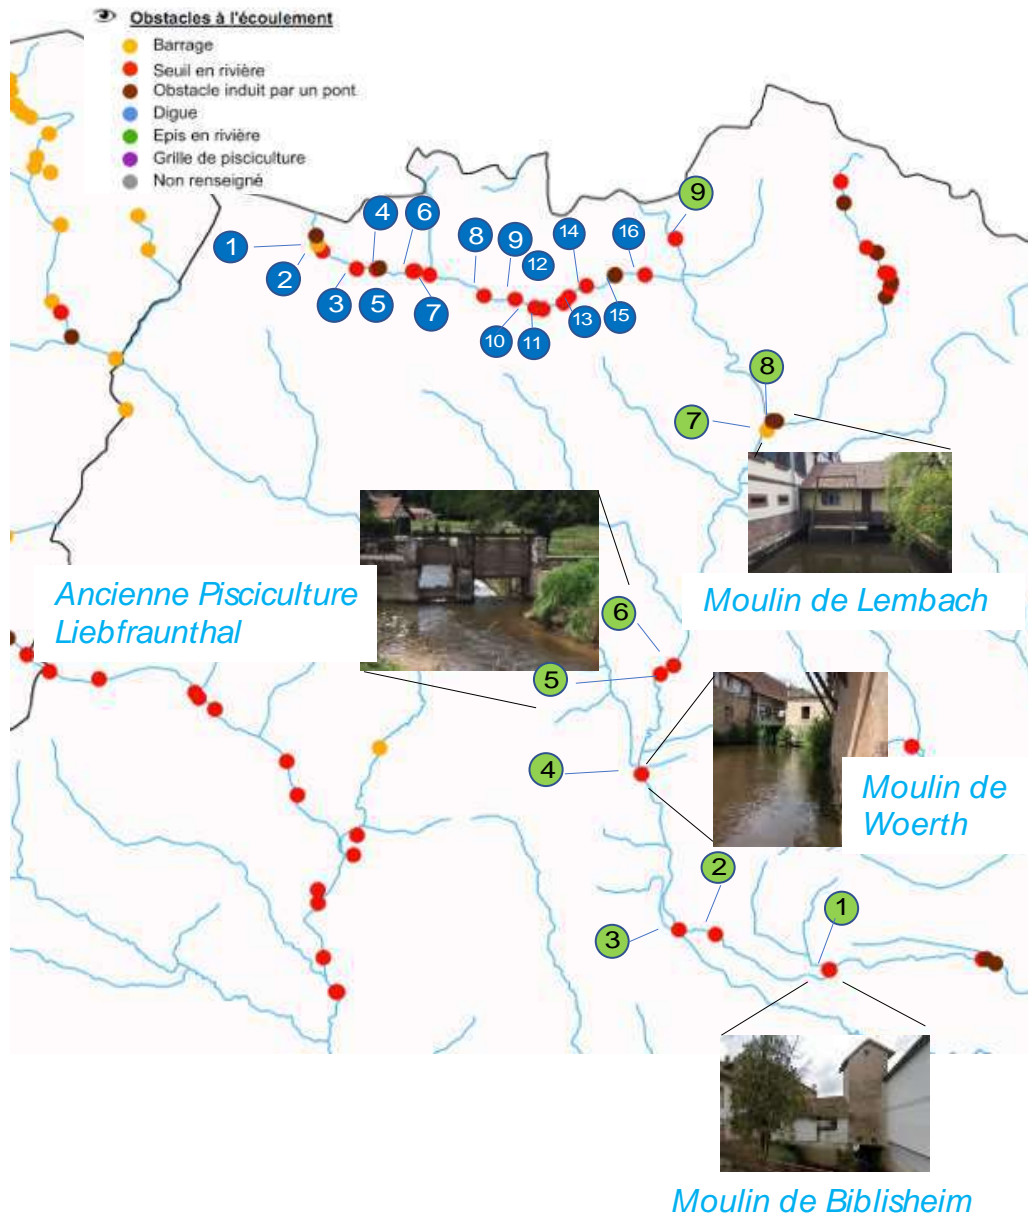 Obstacles à l'écoulement
Barrage
Seuil en rivière
Obstacle induit par un pont
Digue
Epis en rivière
Grille de pisciculture
Non renseigné
4
6
14
16
9
1
8
9
12
2
3
5
7
10
11
13
15
8
7
Ancienne Pisciculture
Liebfraunthal
Moulin de Lembach
6
5
4
Moulin de
Woerth
2
1
3
Moulin de Biblisheim